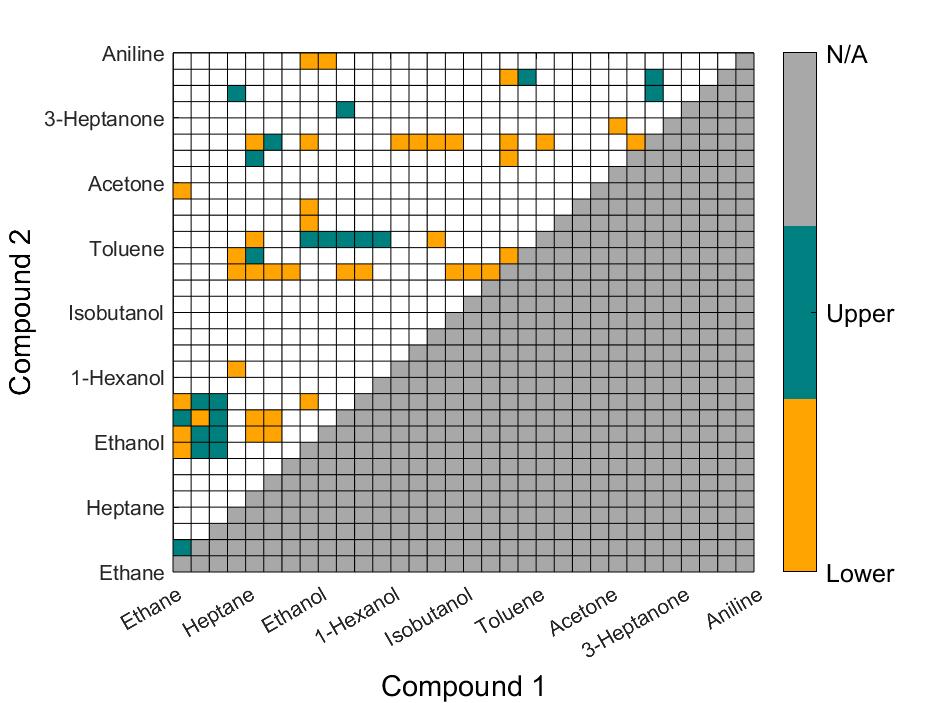 Aniline
3-Heptanone
Acetone
Toluene
Isobutanol
1-Hexanol
Ethanol
Heptane
Ethane
Compound 2
Ethane
Heptane
Ethanol
1-Hexanol
Isobutanol
Toluene
Acetone
3-Heptanone
Aniline
Compound 1
N/A
Upper
Lower